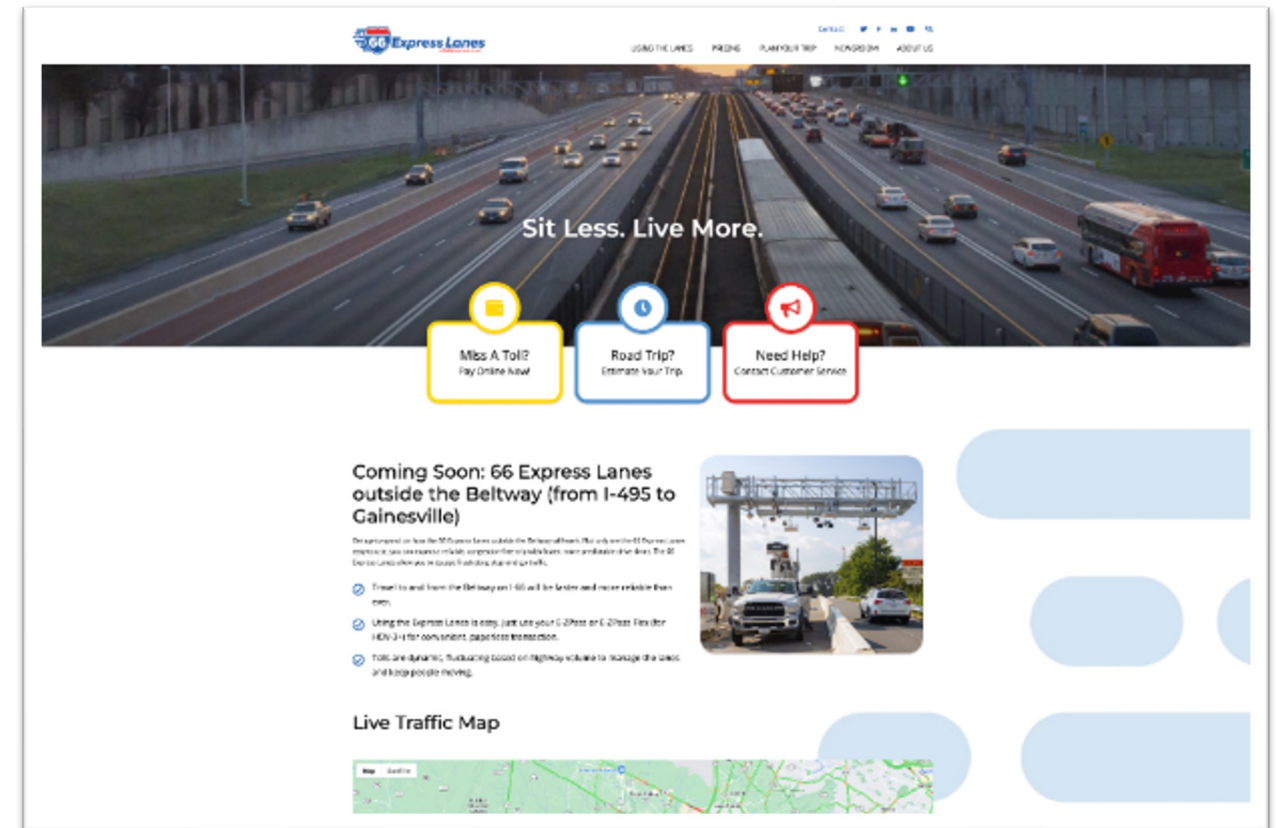 66 Express Lanes
Contact
USING THE LANES PRICING PLAN YOUR TRIP NEWSROOM ABOUT US
Sit Less. Live More.
Miss A Toll?
Pay Online Now!
Road Trip?
Estimate Your Trip
Need Help?
Contact Customer Service
Coming Soon: 66 Express Lanes
outside the Beltway (from I-495 to
Gainesville)
Travel to and from the Beltway on I-66 will be faster and more reliable than
ever.
Using the Express Lanes is easy. Just use your E-ZPass or E-ZPass Flex (for
HOV-3+) for convenient, paperless transaction.
Tolls are dynamic, fluctuating based on highway volume to manage the lanes
and keep people moving.
Live Traffic Map
Map Satellite